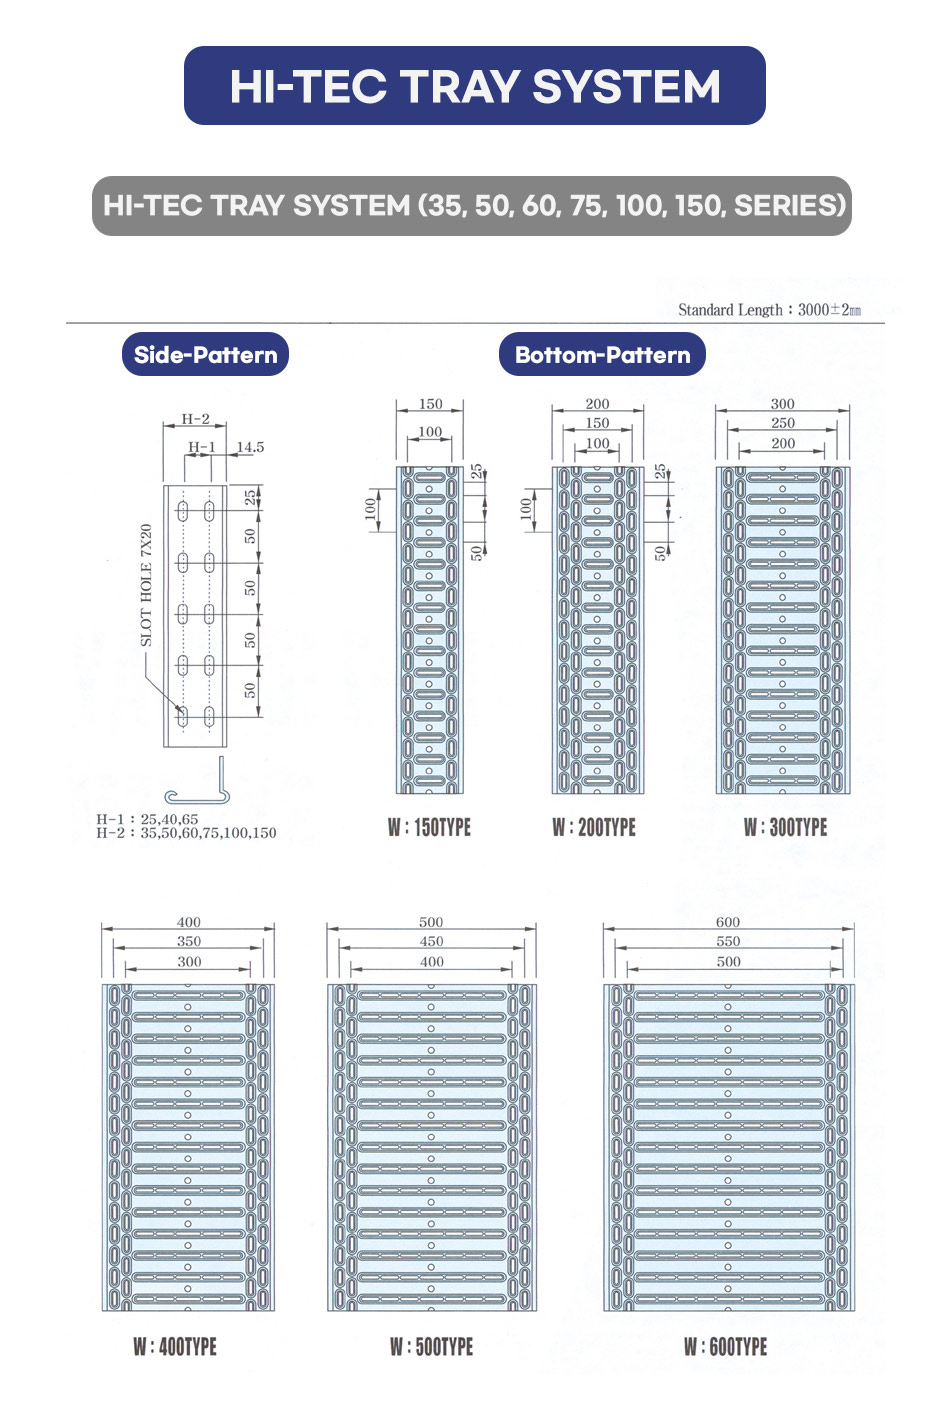 HI-TEC TRAY SYSTEM
HI-TEC TRAY SYSTEM (35, 50, 60, 75, 100, 150, SERIES)
Standard Length : 3000±2㎜
Side-Pattern
Bottom-Pattern
H-2
H-1 14.5
25
50
50
50
50
SLOT HOLE 7X20
H-1 : 25,40,65
H-2 : 35,50,60,75,100,150
150
100
25
100
50
W : 150TYPE
200
150
100
25
100
50
W : 200TYPE
300
250
200
W : 300TYPE
400
350
300
W : 400TYPE
500
450
400
W : 500TYPE
600
550
500
W : 600TYPE